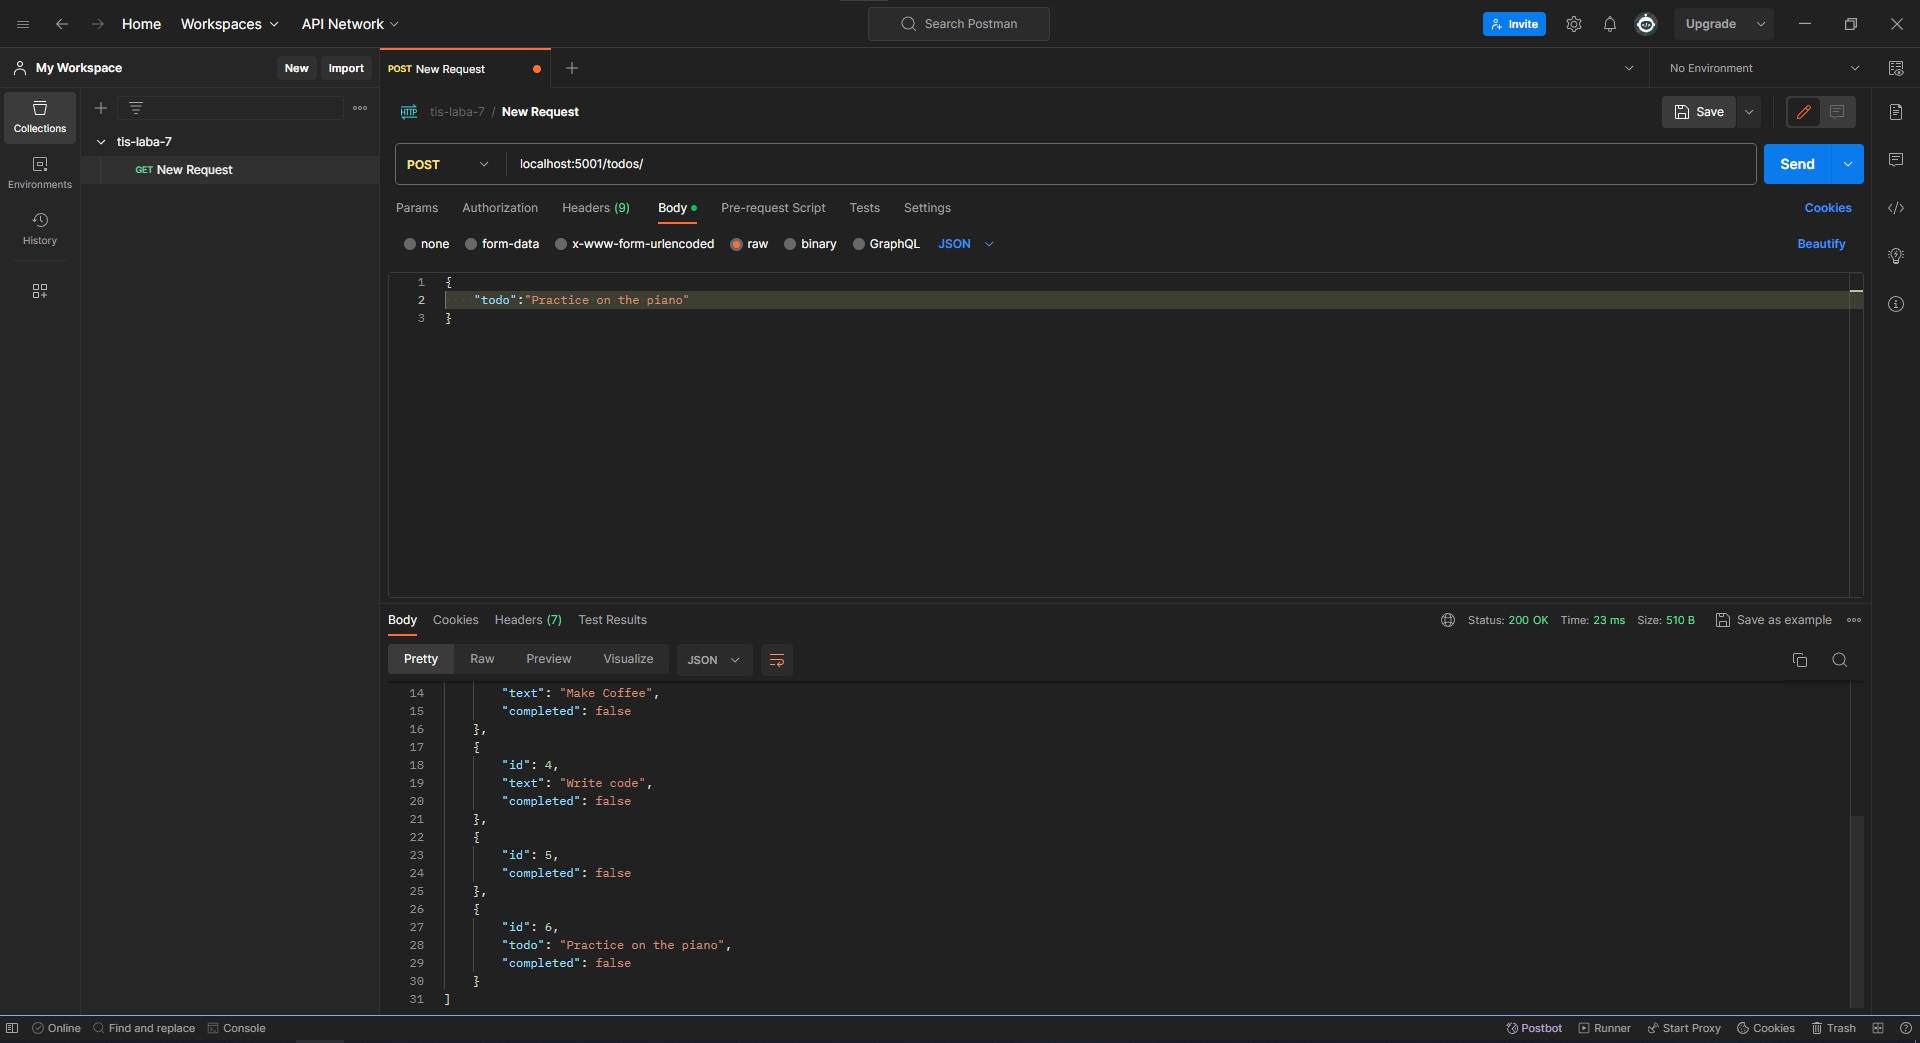 Home Workspaces API Network Search Postman Invite Upgrade
My Workspace New Import POST New Request No Environment
Collections
Environments
History
tis-laba-7
GET New Request
HTTP tis-laba-7 / New Request Save
POST localhost:5001/todos/ Send
Params Authorization Headers (9) Body Pre-request Script Tests Settings Cookies
none form-data x-www-form-urlencoded raw binary GraphQL JSON Beautify
1 {
2 "todo":"Practice on the piano"
3 }
Body Cookies Headers (7) Test Results Status: 200 OK Time: 23 ms Size: 510 B Save as example
Pretty Raw Preview Visualize JSON
14 "text": "Make Coffee",
15 "completed": false
16 },
17 {
18 "id": 4,
19 "text": "Write code",
20 "completed": false
21 },
22 {
23 "id": 5,
24 "completed": false
25 },
26 {
27 "id": 6,
28 "todo": "Practice on the piano",
29 "completed": false
30 }
31 ]
Online Find and replace Console Postbot Runner Start Proxy Cookies Trash